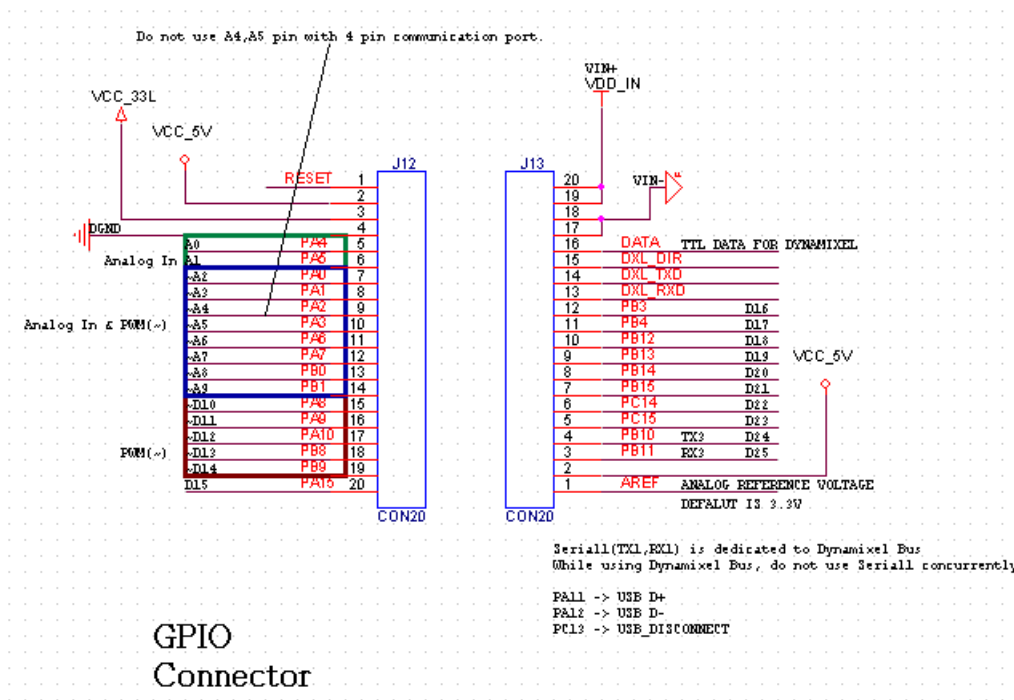 Do not use A4,A5 pin with 4 pin communication port.
VIN+
VDD_IN
VCC_33L
VCC_5V
J12
J13
RESET 1
2
3
DGND 4
A0 PA4 5
Analog In A1 PA5 6
~A2 PA0 7
~A3 PA1 8
~A4 PA2 9
Analog In & PWM(~) ~A5 PA3 10
~A6 PA6 11
~A7 PA7 12
~A8 PB0 13
~A9 PB1 14
~D10 PA8 15
~D11 PA9 16
~D12 PA10 17
PWM(~) ~D13 PB8 18
~D14 PB9 19
D15 PA15 20
CON20
20 VIN-
19
18
17
16 DATA TTL DATA FOR DYNAMIXEL
15 DXL_DIR
14 DXL_TXD
13 DXL_RXD
12 PB3 D16
11 PB4 D17
10 PB12 D18
9 PB13 D19 VCC_5V
8 PB14 D20
7 PB15 D21
6 PC14 D22
5 PC15 D23
4 PB10 TX3 D24
3 PB11 RX3 D25
2
1 AREF ANALOG REFERENCE VOLTAGE
DEFALUT IS 3.3V
CON20
Serial1(TX1,RX1) is dedicated to Dynamixel Bus
While using Dynamixel Bus, do not use Serial1 concurrently
PA11 -> USB D+
PA12 -> USB D-
PC13 -> USB_DISCONNECT
GPIO
Connector